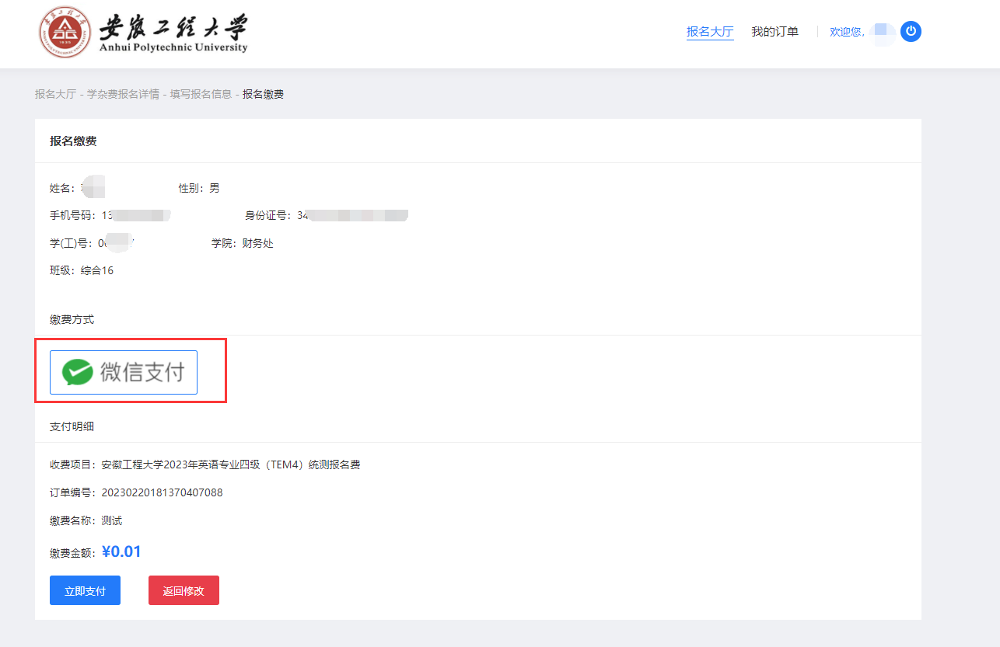 安徽工程大学
Anhui Polytechnic University
报名大厅 我的订单 欢迎您,
报名大厅 - 学杂费报名详情 - 填写报名信息 - 报名缴费
报名缴费
姓名： 性别：男
手机号码：13 身份证号：34
学(工)号：0 学院：财务处
班级：综合16
缴费方式
微信支付
支付明细
收费项目：安徽工程大学2023年英语专业四级（TEM4）统测报名费
订单编号：20230220181370407088
缴费名称：测试
缴费金额：¥0.01
立即支付 返回修改